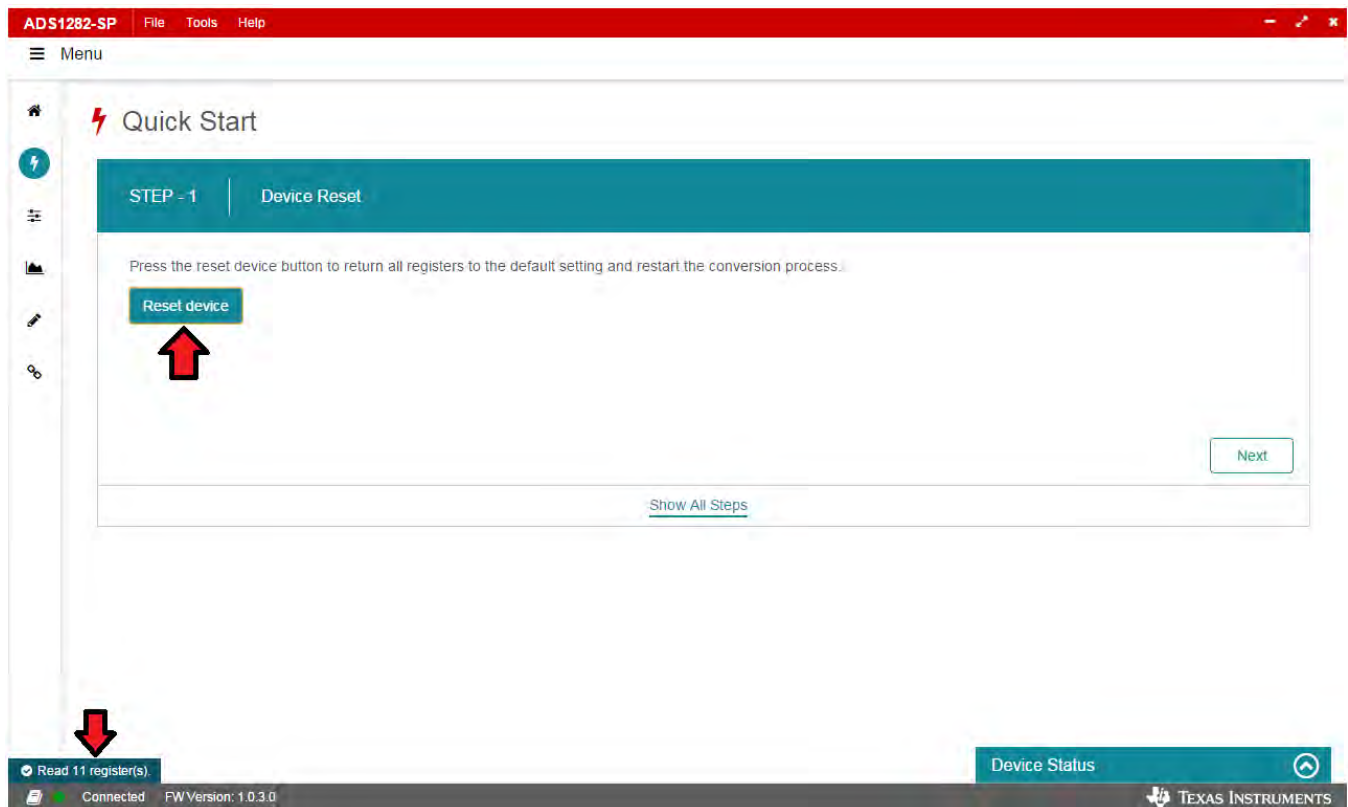 ADS1282-SP File Tools Help
Menu
Quick Start
STEP - 1 Device Reset
Press the reset device button to return all registers to the default setting and restart the conversion process.
Reset device
Next
Show All Steps
Device Status
Read 11 register(s).
Connected FW Version: 1.0.3.0
TEXAS INSTRUMENTS